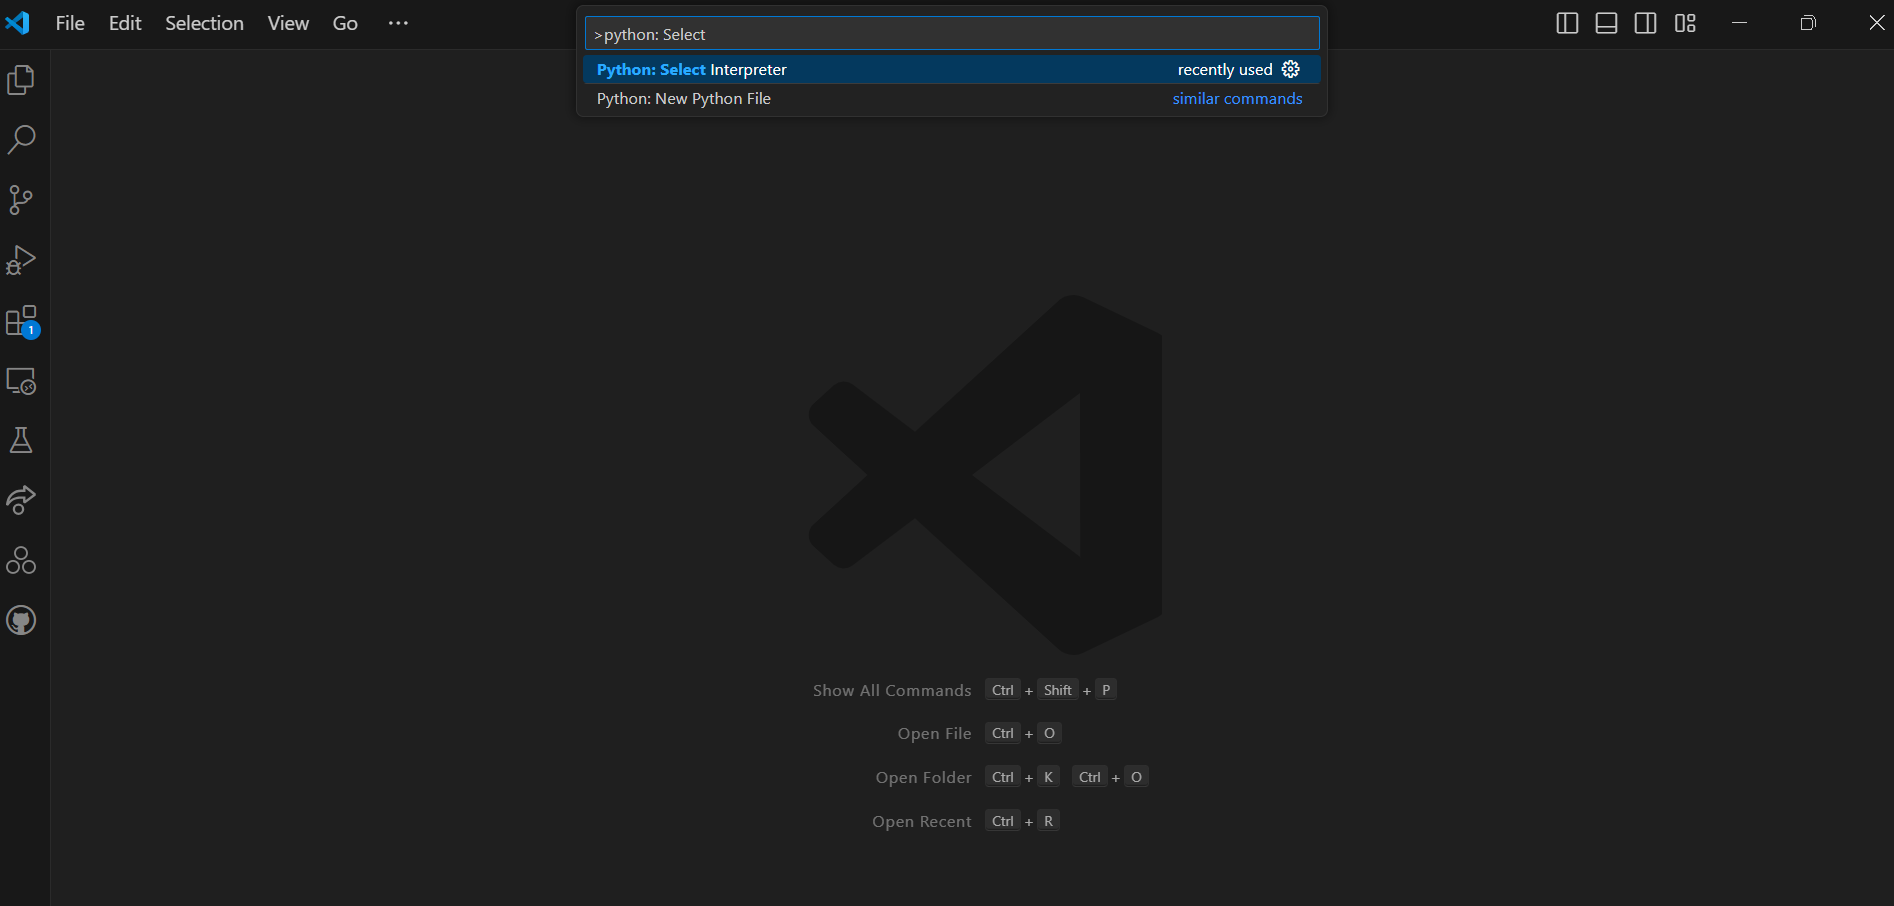 File Edit Selection View Go ···
>python: Select
Python: Select Interpreter recently used
Python: New Python File similar commands
1
Show All Commands Ctrl + Shift + P
Open File Ctrl + O
Open Folder Ctrl + K Ctrl + O
Open Recent Ctrl + R